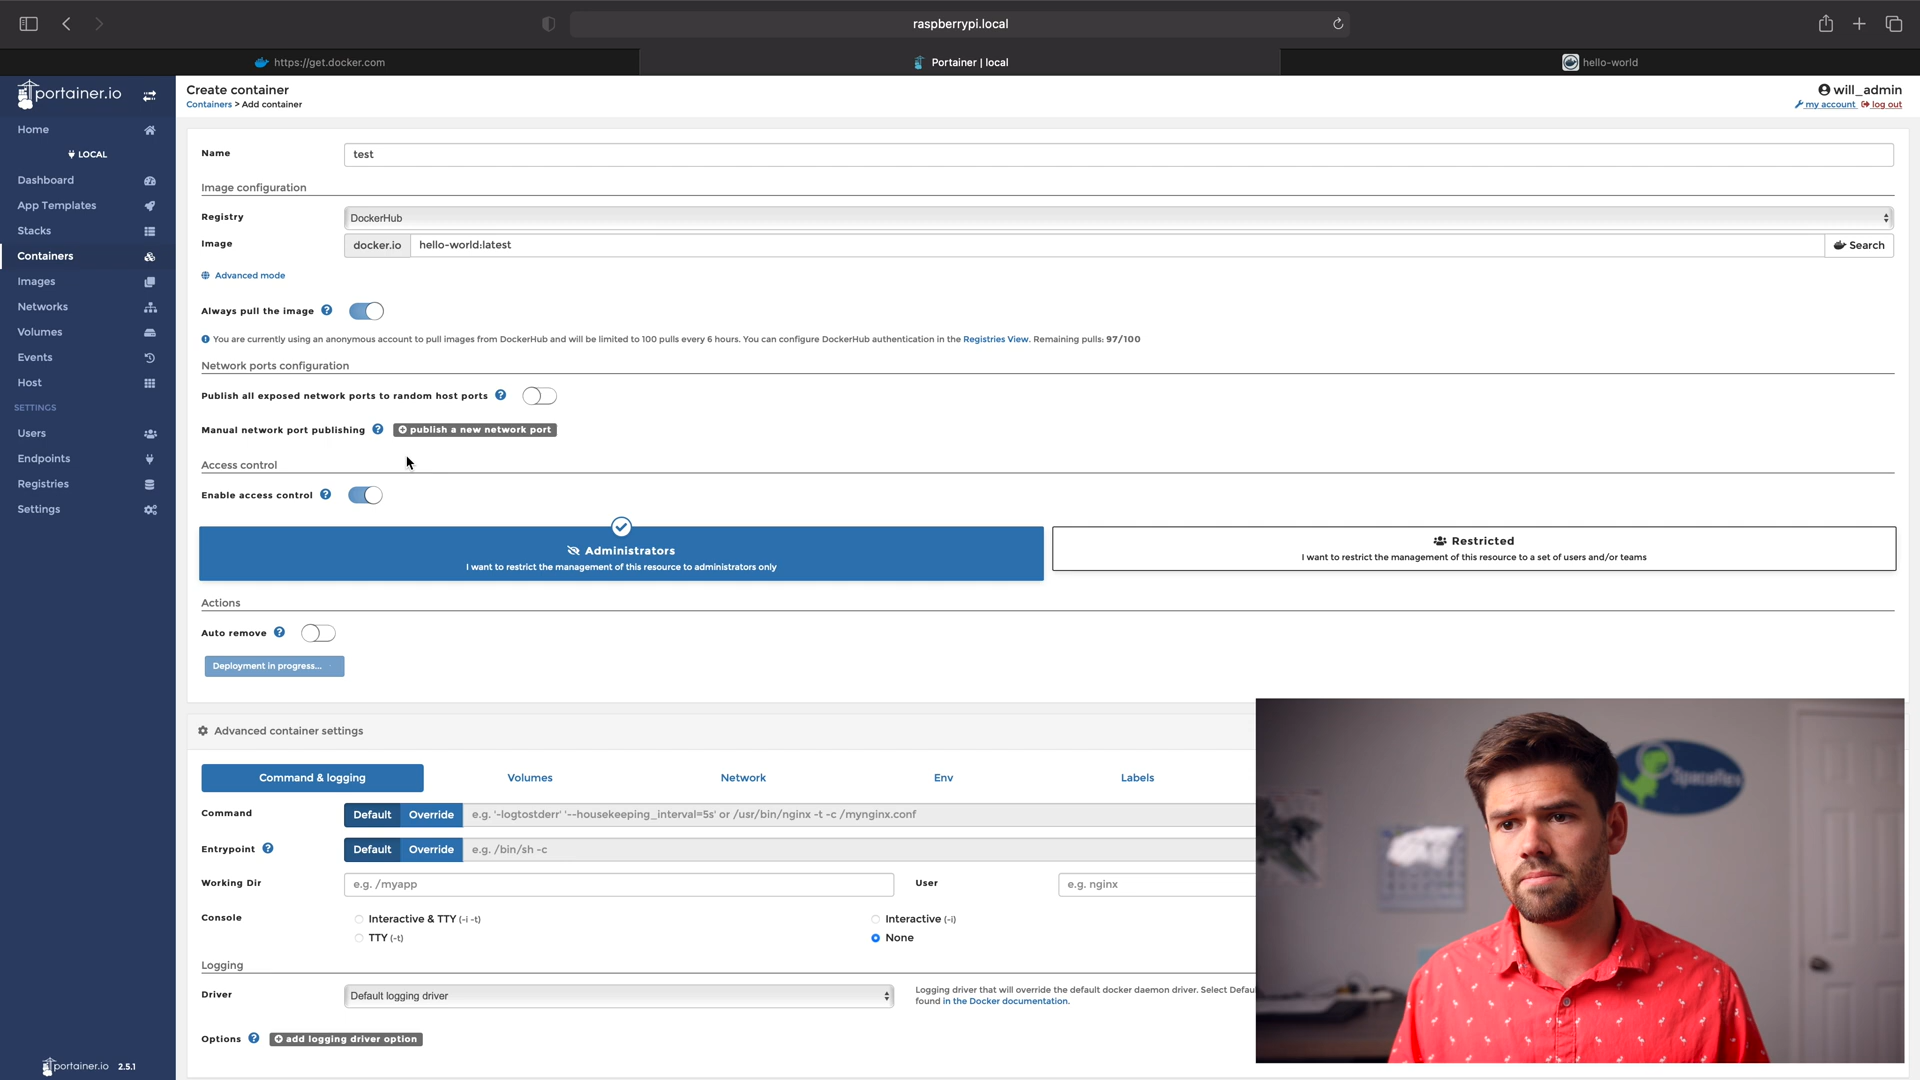 raspberrypi.local
https://get.docker.com
Portainer | local
hello-world
portainer.io
Create container
Containers > Add container
will_admin
my account log out
Home
LOCAL
Dashboard
App Templates
Stacks
Containers
Images
Networks
Volumes
Events
Host
SETTINGS
Users
Endpoints
Registries
Settings
portainer.io 2.5.1
Name test
Image configuration
Registry DockerHub
Image docker.io hello-world:latest Search
Advanced mode
Always pull the image
You are currently using an anonymous account to pull images from DockerHub and will be limited to 100 pulls every 6 hours. You can configure DockerHub authentication in the Registries View. Remaining pulls: 97/100
Network ports configuration
Publish all exposed network ports to random host ports
Manual network port publishing publish a new network port
Access control
Enable access control
Administrators
I want to restrict the management of this resource to administrators only
Restricted
I want to restrict the management of this resource to a set of users and/or teams
Actions
Auto remove
Deployment in progress...
Advanced container settings
Command & logging Volumes Network Env Labels
Command Default Override e.g. '-logtostderr' '--housekeeping_interval=5s' or /usr/bin/nginx -t -c /mynginx.conf
Entrypoint Default Override e.g. /bin/sh -c
Working Dir e.g. /myapp User e.g. nginx
Console Interactive & TTY (-i -t) Interactive (-i)
TTY (-t) None
Logging
Driver Default logging driver
Logging driver that will override the default docker daemon driver. Select Defau
found in the Docker documentation.
Options add logging driver option
SpaceRex